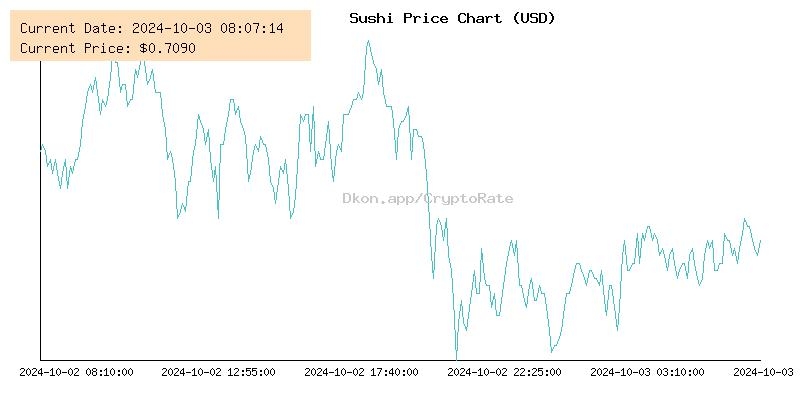 Sushi Price Chart (USD)
Current Date: 2024-10-03 08:07:14
Current Price: $0.7090
Dkon.app/CryptoRate
2024-10-02 08:10:00 2024-10-02 12:55:00 2024-10-02 17:40:00 2024-10-02 22:25:00 2024-10-03 03:10:00 2024-10-03